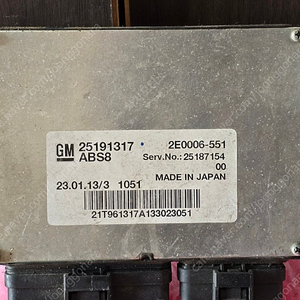 GM 25191317 2E0006-551
ABS8 Serv.No.: 25187154
00
MADE IN JAPAN
23.01.13/3 1051
21T961317A133023051